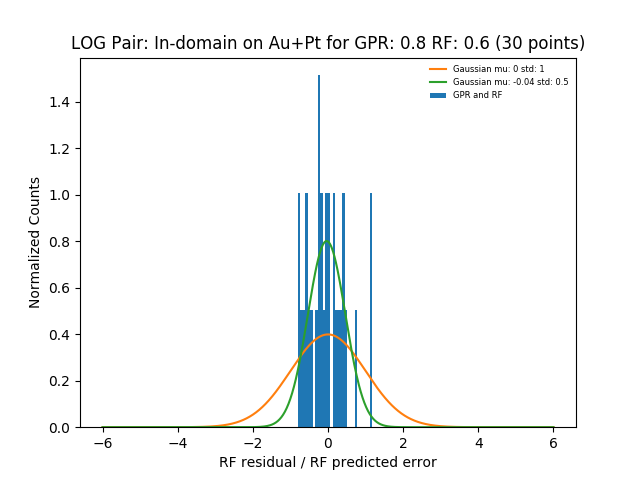 LOG Pair: In-domain on Au+Pt for GPR: 0.8 RF: 0.6 (30 points)
Gaussian mu: 0 std: 1
Gaussian mu: -0.04 std: 0.5
GPR and RF
Normalized Counts
1.4
1.2
1.0
0.8
0.6
0.4
0.2
0.0
−6 −4 −2 0 2 4 6
RF residual / RF predicted error